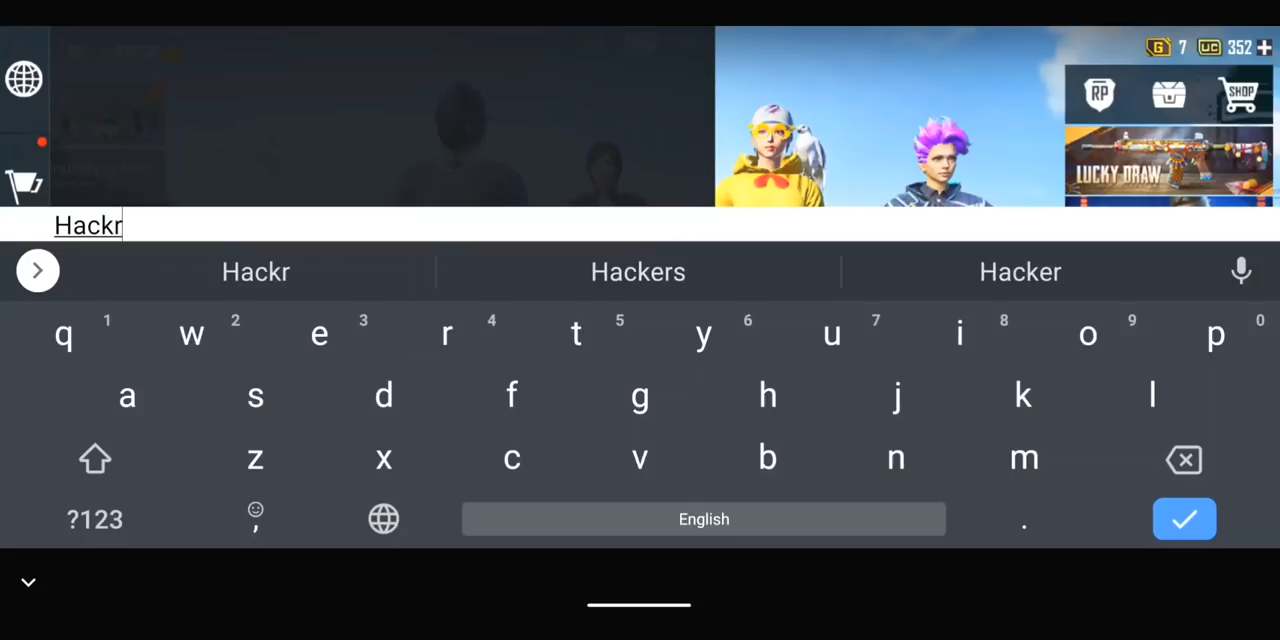 G 7 UC 352
RP SHOP
LUCKY DRAW
Hackr
Hackr Hackers Hacker
q 1 w 2 e 3 r 4 t 5 y 6 u 7 i 8 o 9 p 0
a s d f g h j k l
z x c v b n m
?123 , English .